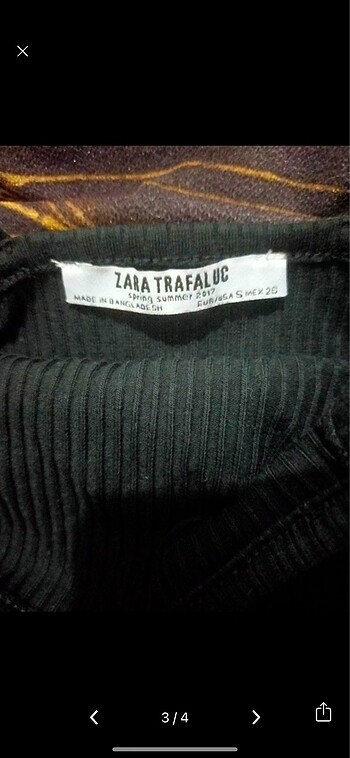 ZARA TRAFALUC
spring summer 2017
MADE IN BANGLADESH EUR/USA S MEX 26
3/4